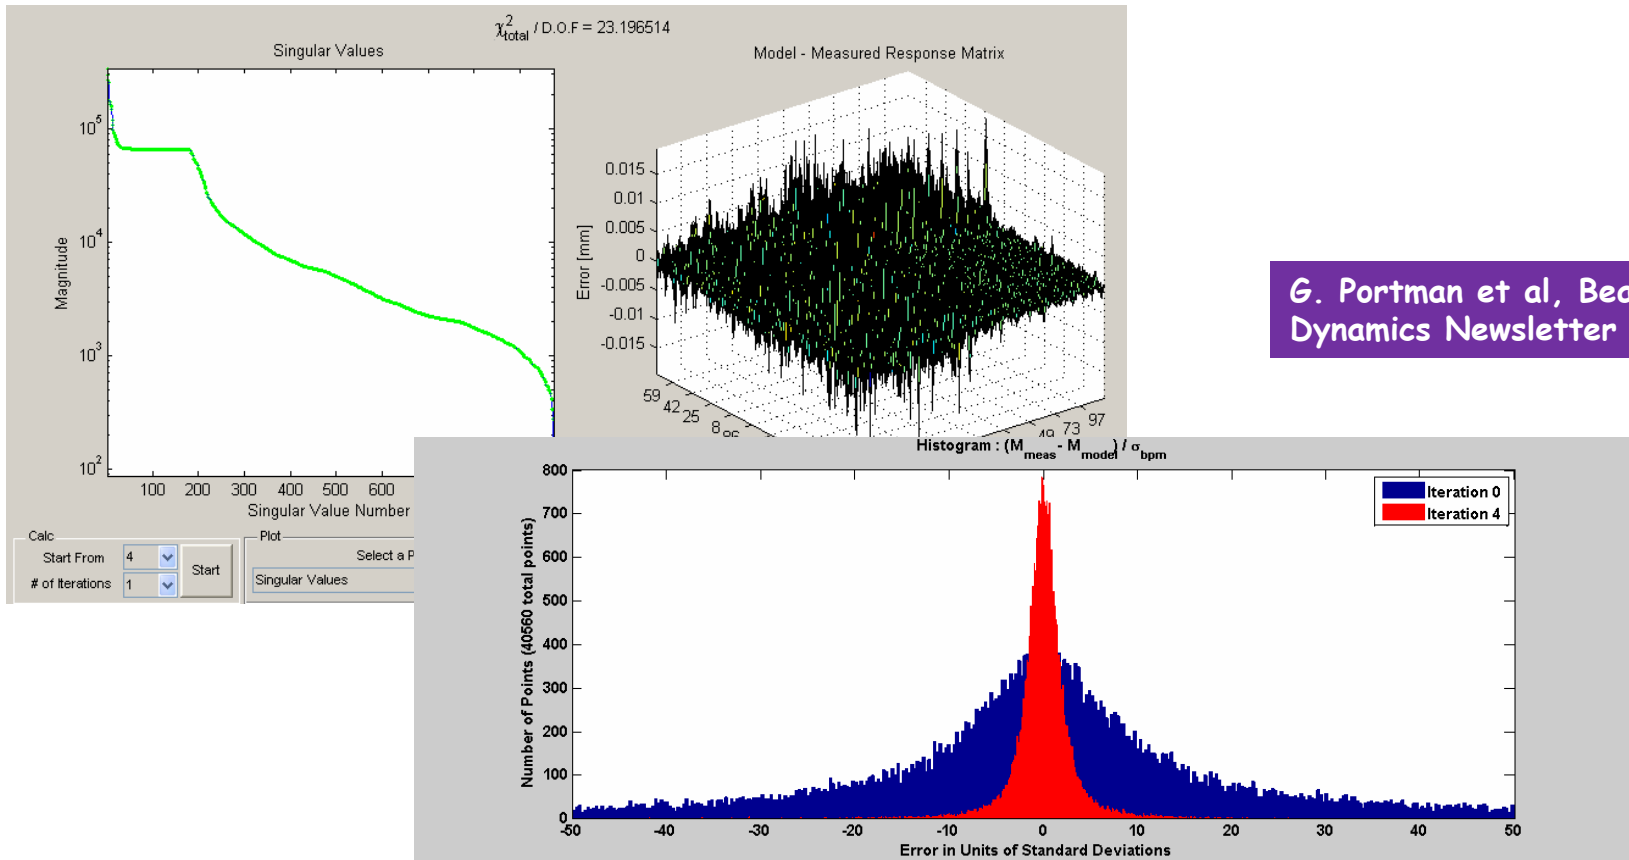 χ²total / D.O.F = 23.196514
Singular Values
10⁵
10⁴
10³
10²
Magnitude
100 200 300 400 500 600
Singular Value Number
Model - Measured Response Matrix
0.015
0.01
0.005
0
-0.005
-0.01
-0.015
Error [mm]
59 42 25 8
49 73 97
G. Portman et al, Bea
Dynamics Newsletter
Calc
Start From 4
# of Iterations 1
Start
Plot
Select a P
Singular Values
Histogram : (Mmeas - Mmodel) / σbpm
800
700
600
500
400
300
200
100
0
Number of Points (40560 total points)
Iteration 0
Iteration 4
-50 -40 -30 -20 -10 0 10 20 30 40 50
Error in Units of Standard Deviations